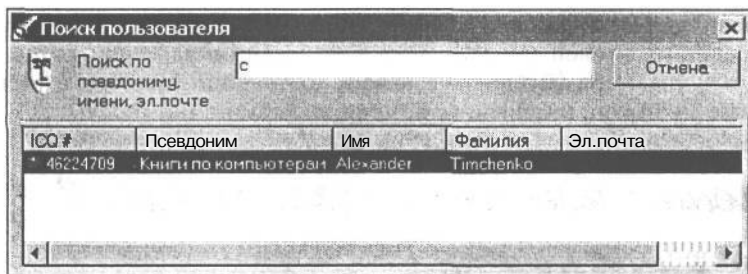 Поиск пользователя
Поиск по
псевдониму,
имени, эл.почте
с
Отмена
ICQ # Псевдоним Имя Фамилия Эл.почта
* 46224709 Книги по компьютерам Alexander Timchenko